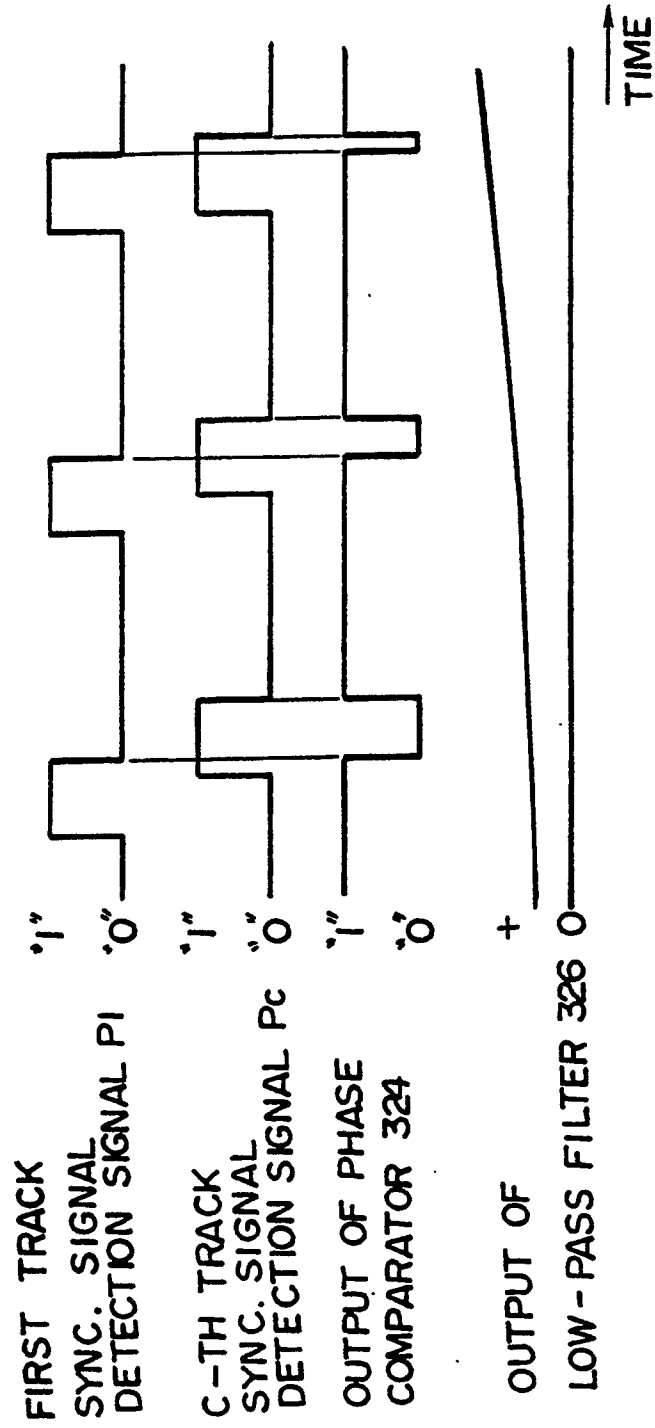 FIRST TRACK
SYNC. SIGNAL
DETECTION SIGNAL P1
"1"
"0"
C-TH TRACK
SYNC. SIGNAL
DETECTION SIGNAL Pc
"1"
"0"
OUTPUT OF PHASE
COMPARATOR 324
"1"
"0"
OUTPUT OF
LOW-PASS FILTER 326
+
0
TIME